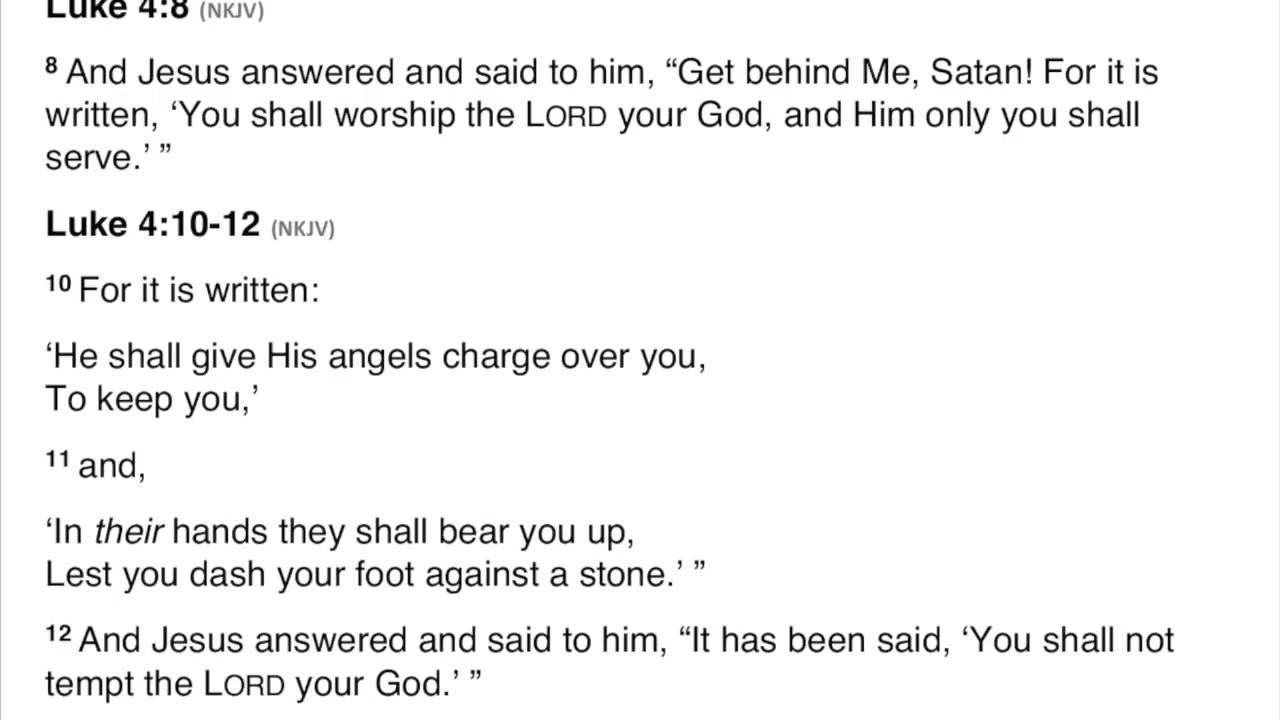 Luke 4:8 (NKJV)
8 And Jesus answered and said to him, “Get behind Me, Satan! For it is
written, ‘You shall worship the LORD your God, and Him only you shall
serve.’ ”
Luke 4:10-12 (NKJV)
10 For it is written:
‘He shall give His angels charge over you,
To keep you,’
11 and,
‘In their hands they shall bear you up,
Lest you dash your foot against a stone.’ ”
12 And Jesus answered and said to him, “It has been said, ‘You shall not
tempt the LORD your God.’ ”